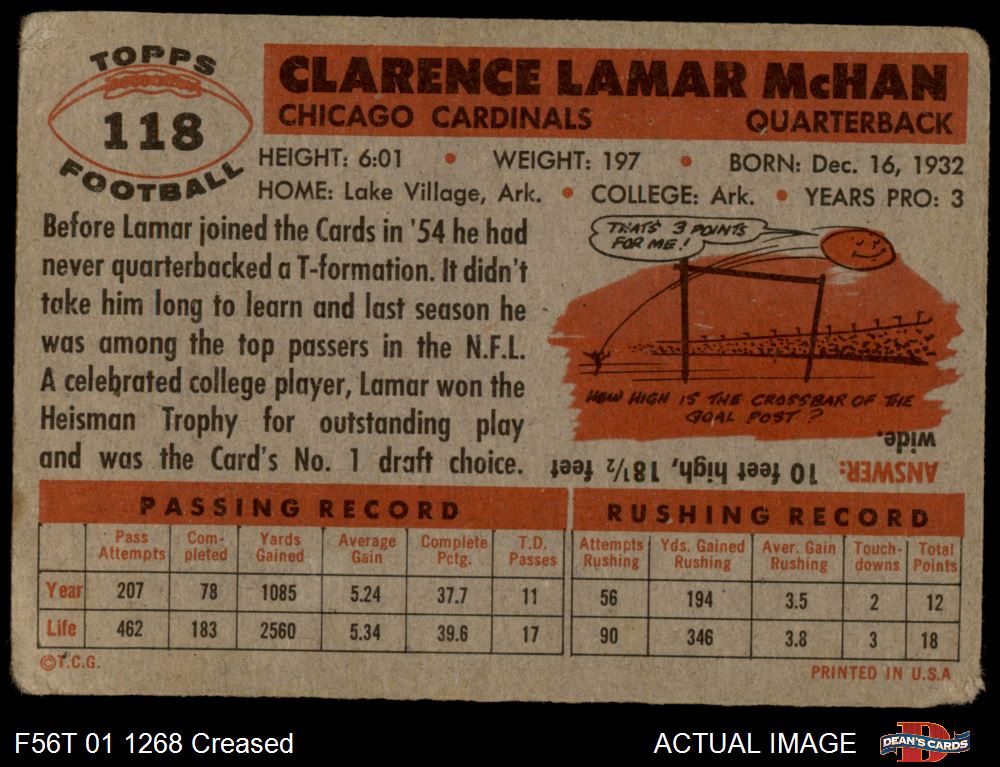 TOPPS
118
FOOTBALL
CLARENCE LAMAR McHAN
CHICAGO CARDINALS QUARTERBACK
HEIGHT: 6:01 • WEIGHT: 197 • BORN: Dec. 16, 1932
HOME: Lake Village, Ark. • COLLEGE: Ark. • YEARS PRO: 3
Before Lamar joined the Cards in '54 he had
never quarterbacked a T-formation. It didn't
take him long to learn and last season he
was among the top passers in the N.F.L.
A celebrated college player, Lamar won the
Heisman Trophy for outstanding play
and was the Card's No. 1 draft choice.
THATS 3 POINTS
FOR ME!
HOW HIGH IS THE CROSSBAR OF THE
GOAL POST?
ANSWER: 10 feet high, 18½ feet
wide.
PASSING RECORD
Pass Attempts Com-pleted Yards Gained Average Gain Complete Pctg. T.D. Passes
Year 207 78 1085 5.24 37.7 11
Life 462 183 2560 5.34 39.6 17
RUSHING RECORD
Attempts Rushing Yds. Gained Rushing Aver. Gain Rushing Touch-downs Total Points
56 194 3.5 2 12
90 346 3.8 3 18
©T.C.G.
PRINTED IN U.S.A
F56T 01 1268 Creased
ACTUAL IMAGE
D
DEAN'S CARDS